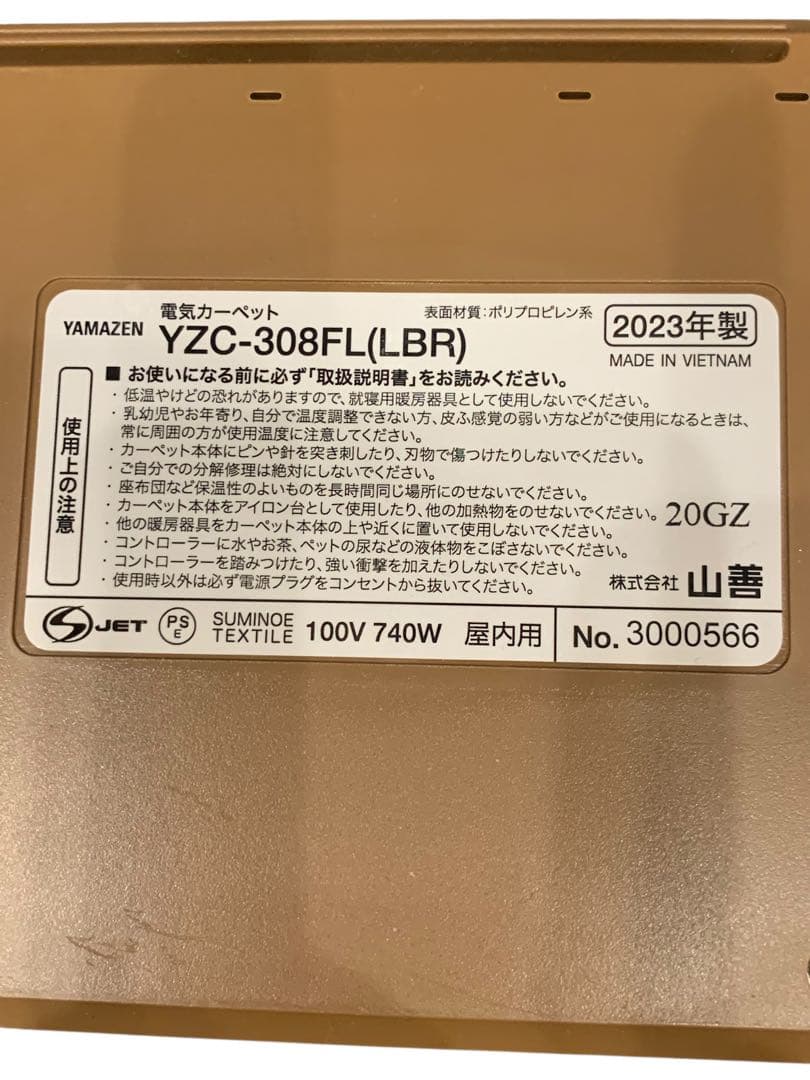 YAMAZEN
電気カーペット
YZC-308FL(LBR)
表面材質:ポリプロピレン系
2023年製
MADE IN VIETNAM
使用上の注意
■ お使いになる前に必ず「取扱説明書」をお読みください。
・低温やけどの恐れがありますので、就寝用暖房器具として使用しないでください。
・乳幼児やお年寄り、自分で温度調整できない方、皮ふ感覚の弱い方などがご使用になるときは、
常に周囲の方が使用温度に注意してください。
・カーペット本体にピンや針を突き刺したり、刃物で傷つけたりしないでください。
・ご自分での分解修理は絶対にしないでください。
・座布団など保温性のよいものを長時間同じ場所にのせないでください。
・カーペット本体をアイロン台として使用したり、他の加熱物をのせないでください。
・他の暖房器具をカーペット本体の上や近くに置いて使用しないでください。
・コントローラーに水やお茶、ペットの尿などの液体物をこぼさないでください。
・コントローラーを踏みつけたり、強い衝撃を加えたりしないでください。
・使用時以外は必ず電源プラグをコンセントから抜いてください。
20GZ
株式会社 山善
S JET
PS
E
SUMINOE
TEXTILE
100V 740W 屋内用
No. 3000566